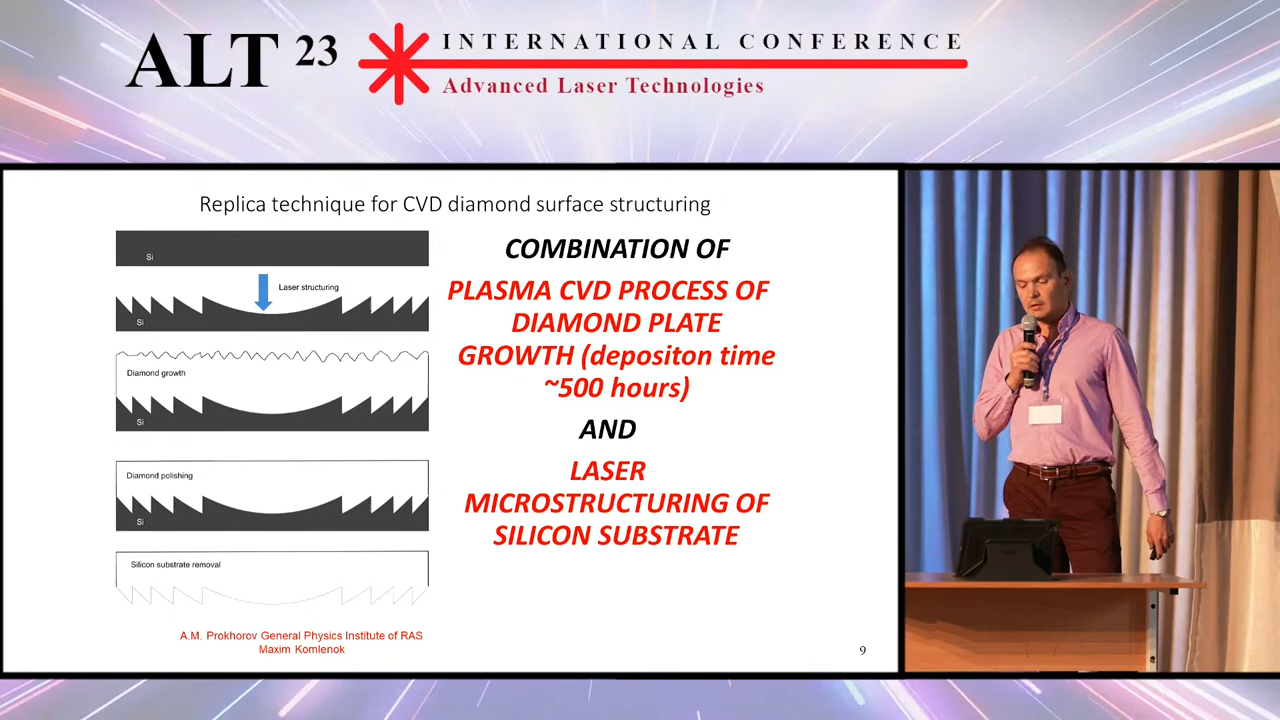 ALT 23
INTERNATIONAL CONFERENCE
Advanced Laser Technologies
Replica technique for CVD diamond surface structuring
Si
Laser structuring
Si
Diamond growth
Si
Diamond polishing
Si
Silicon substrate removal
COMBINATION OF
PLASMA CVD PROCESS OF
DIAMOND PLATE
GROWTH (depositon time
~500 hours)
AND
LASER
MICROSTRUCTURING OF
SILICON SUBSTRATE
A.M. Prokhorov General Physics Institute of RAS
Maxim Komlenok
9